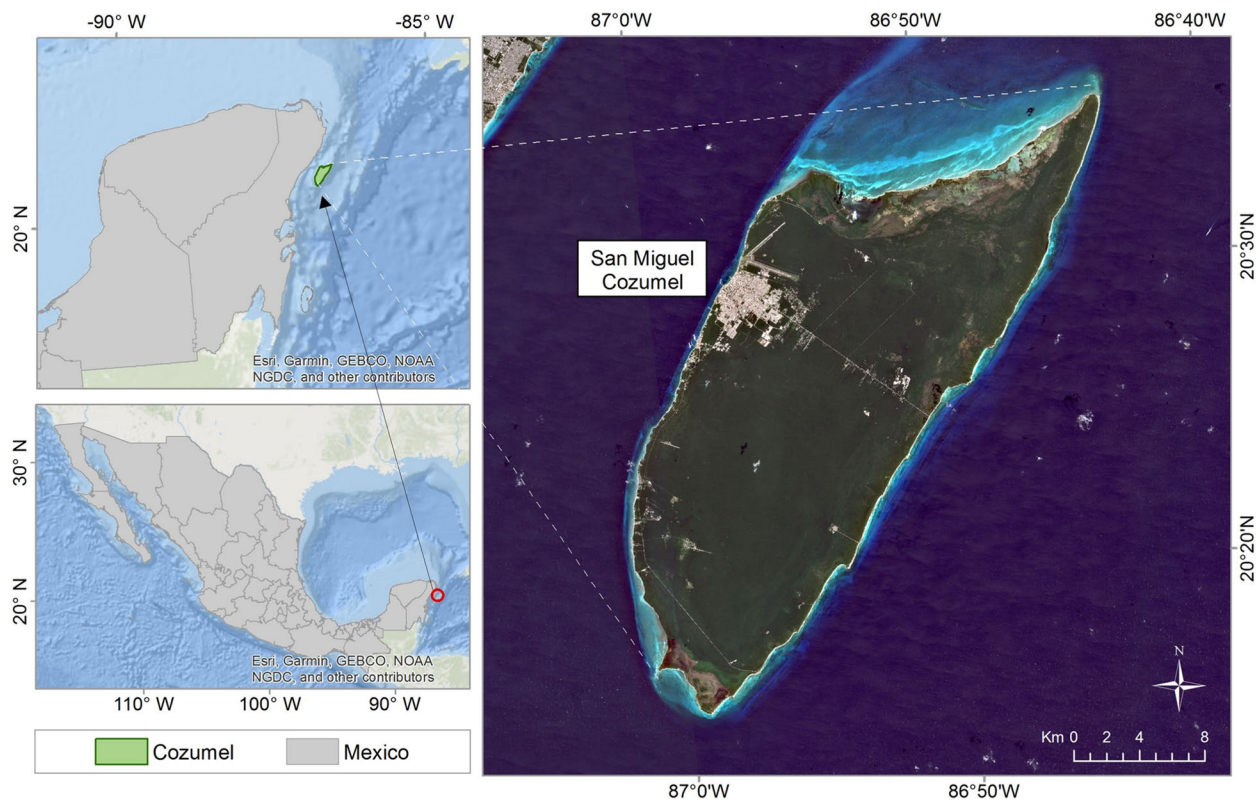 -90° W
-85° W
87°0'W
86°50'W
86°40'W
20° N
Esri, Garmin, GEBCO, NOAA
NGDC, and other contributors
San Miguel
Cozumel
20°30'N
30° N
20° N
Esri, Garmin, GEBCO, NOAA
NGDC, and other contributors
20°20'N
110° W
100° W
90° W
Cozumel
Mexico
N
Km 0 2 4 8
87°0'W
86°50'W